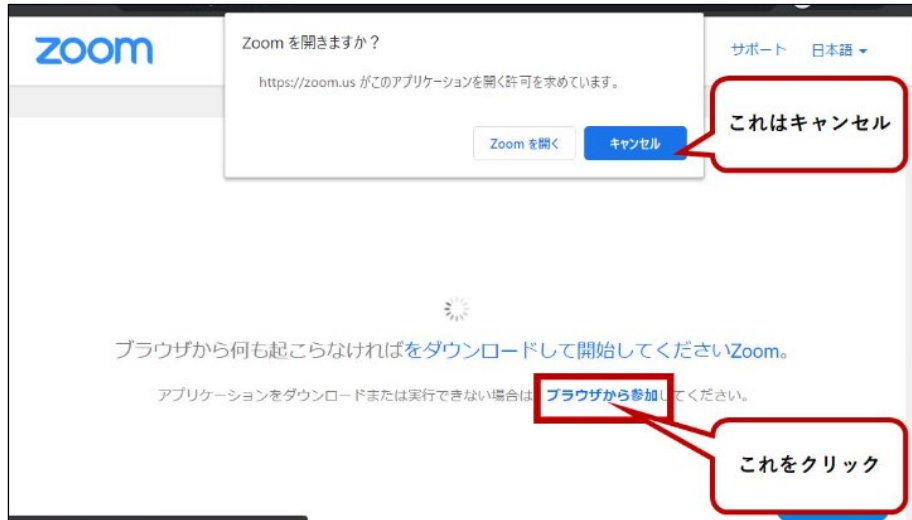 zoom
Zoom を開きますか？
https://zoom.us がこのアプリケーションを開く許可を求めています。
Zoom を開く
キャンセル
サポート
日本語
これはキャンセル
ブラウザから何も起こらなければをダウンロードして開始してくださいZoom。
アプリケーションをダウンロードまたは実行できない場合は ブラウザから参加してください。
これをクリック